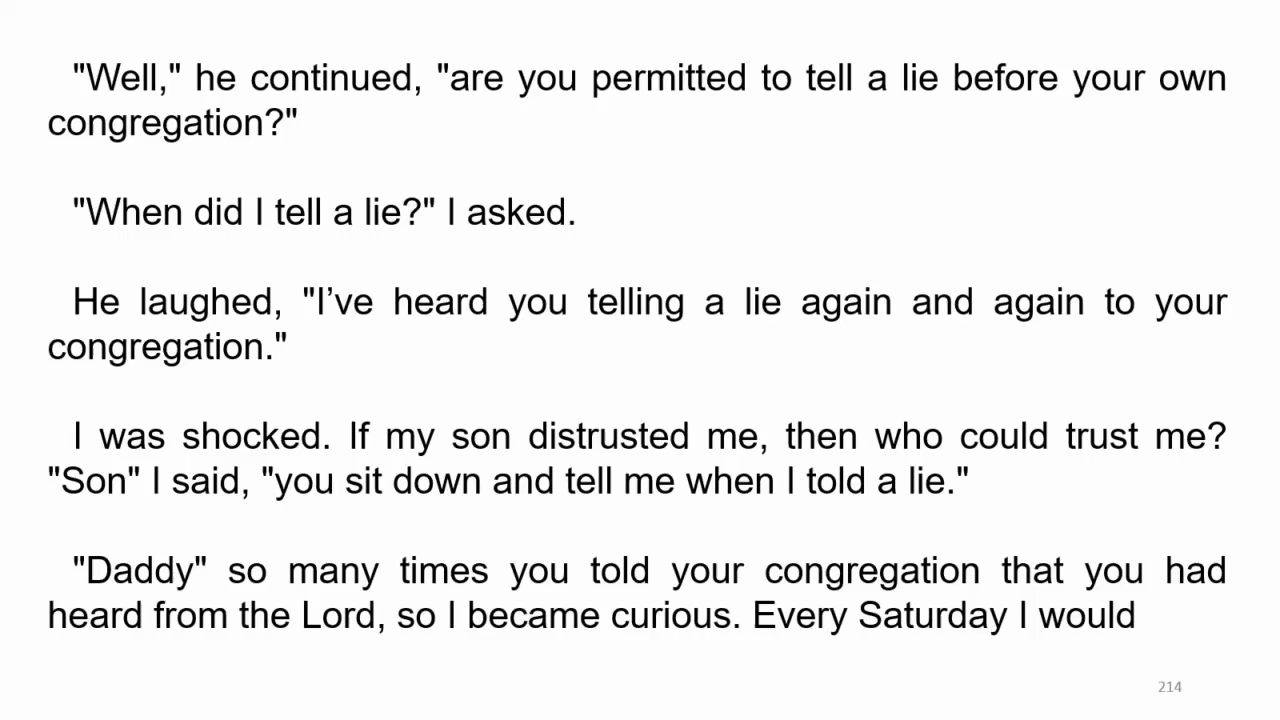 "Well," he continued, "are you permitted to tell a lie before your own
congregation?"
"When did I tell a lie?" I asked.
He laughed, "I’ve heard you telling a lie again and again to your
congregation."
I was shocked. If my son distrusted me, then who could trust me?
"Son" I said, "you sit down and tell me when I told a lie."
"Daddy" so many times you told your congregation that you had
heard from the Lord, so I became curious. Every Saturday I would
214